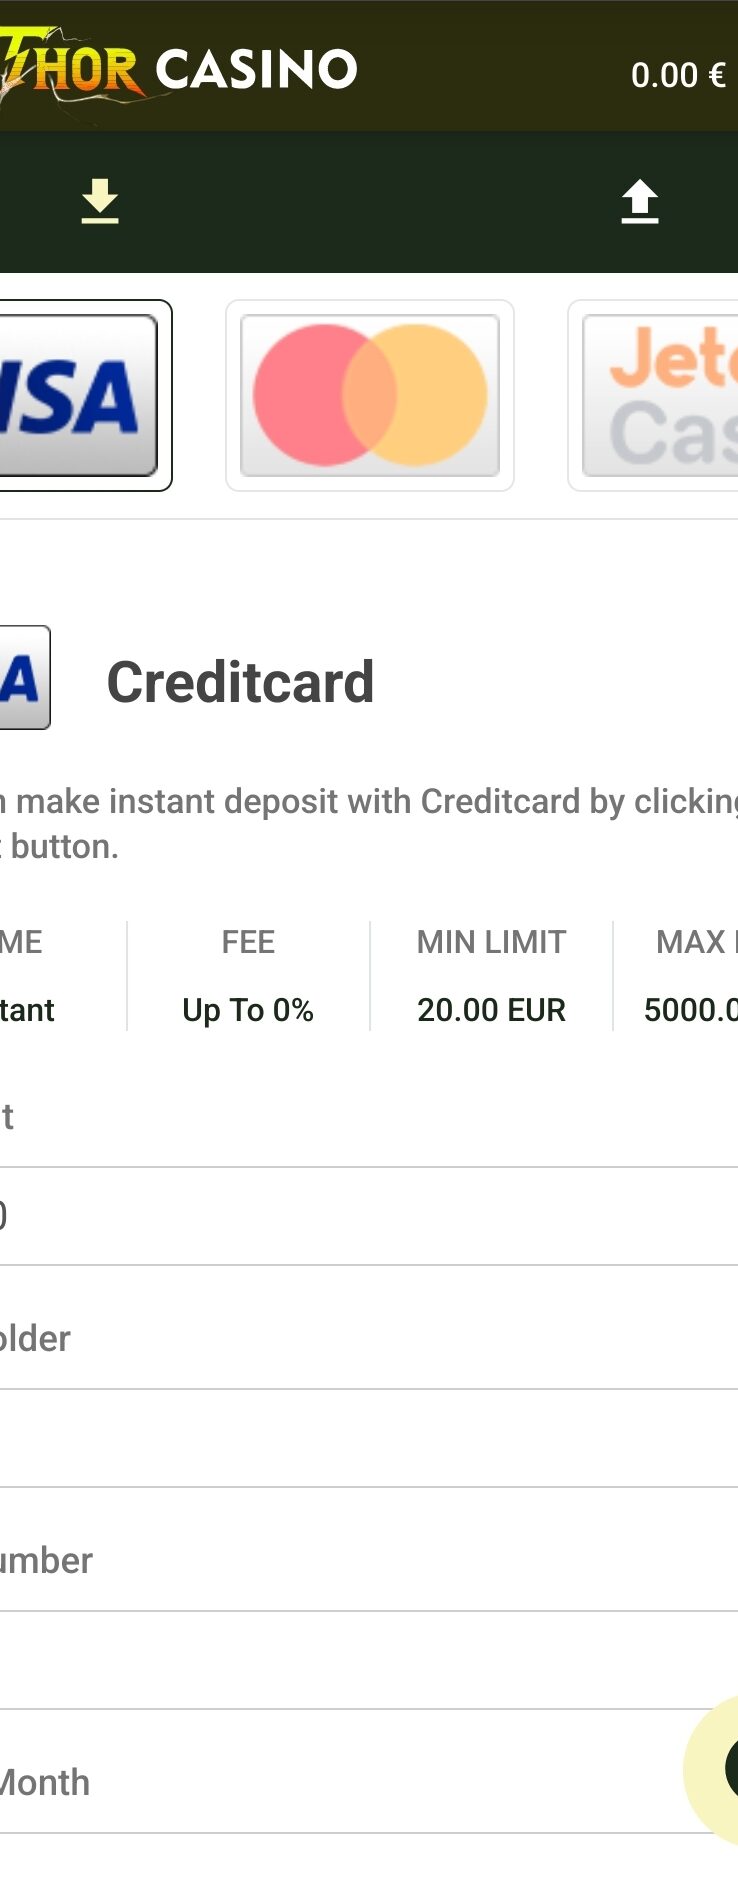 THOR CASINO
0.00 €
ISA
Jet
Cas
A
Creditcard
make instant deposit with Creditcard by clicking
button.
ME
FEE
MIN LIMIT
MAX
tant
Up To 0%
20.00 EUR
5000.0
t
0
older
umber
Month